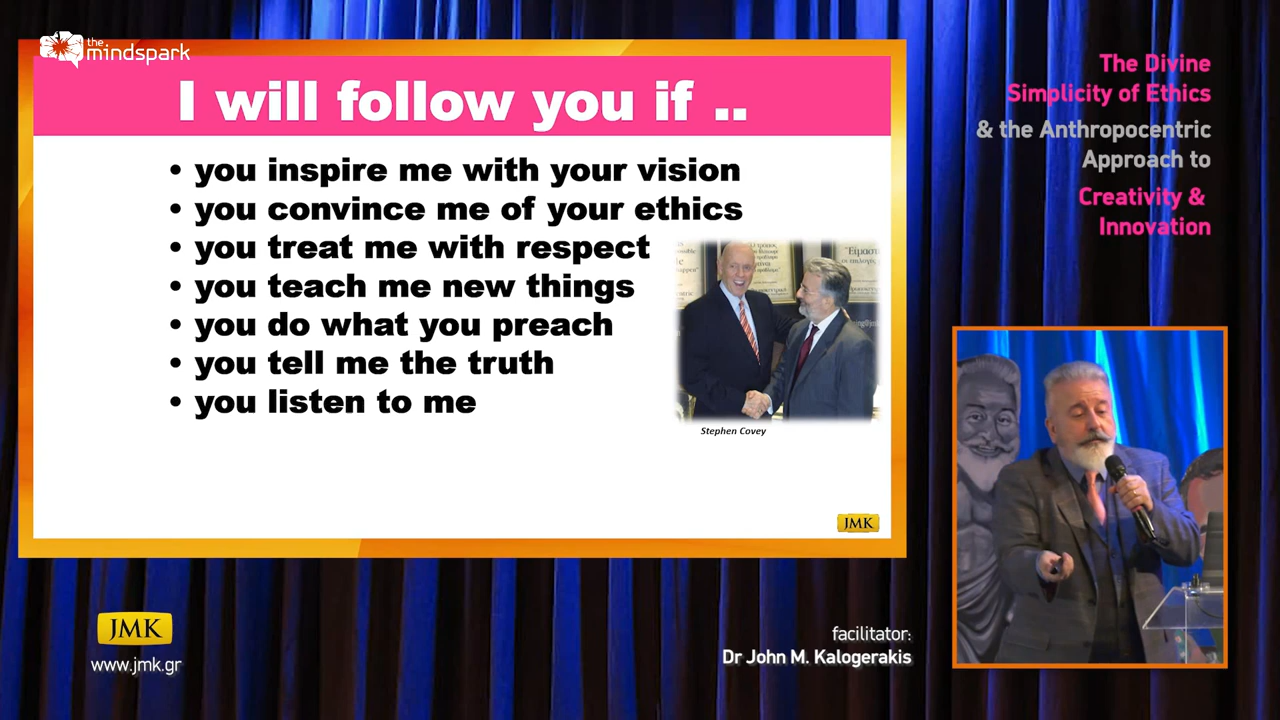 the
mindspark
I will follow you if ..
• you inspire me with your vision
• you convince me of your ethics
• you treat me with respect
• you teach me new things
• you do what you preach
• you tell me the truth
• you listen to me
Stephen Covey
JMK
The Divine
Simplicity of Ethics
& the Anthropocentric
Approach to
Creativity &
Innovation
JMK
www.jmk.gr
facilitator:
Dr John M. Kalogerakis